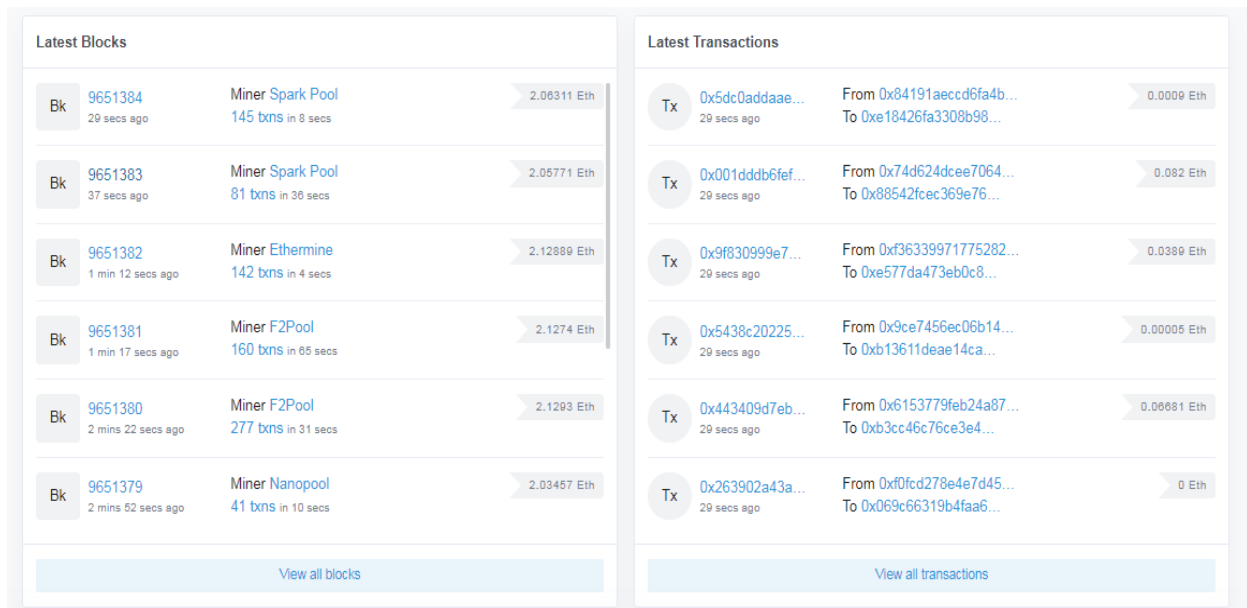 Latest Blocks
Bk
9651384
29 secs ago
Miner Spark Pool
145 txns in 8 secs
2.06311 Eth
Bk
9651383
37 secs ago
Miner Spark Pool
81 txns in 36 secs
2.05771 Eth
Bk
9651382
1 min 12 secs ago
Miner Ethermine
142 txns in 4 secs
2.12889 Eth
Bk
9651381
1 min 17 secs ago
Miner F2Pool
160 txns in 65 secs
2.1274 Eth
Bk
9651380
2 mins 22 secs ago
Miner F2Pool
277 txns in 31 secs
2.1293 Eth
Bk
9651379
2 mins 52 secs ago
Miner Nanopool
41 txns in 10 secs
2.03457 Eth
View all blocks
Latest Transactions
Tx
0x5dc0addaae...
29 secs ago
From 0x84191aeccd6fa4b...
To 0xe18426fa3308b98...
0.0009 Eth
Tx
0x001dddb6fef...
29 secs ago
From 0x74d624dcee7064...
To 0x88542fcec369e76...
0.082 Eth
Tx
0x9f830999e7...
29 secs ago
From 0xf36339971775282...
To 0xe577da473eb0c8...
0.0389 Eth
Tx
0x5438c20225...
29 secs ago
From 0x9ce7456ec06b14...
To 0xb13611deae14ca...
0.00005 Eth
Tx
0x443409d7eb...
29 secs ago
From 0x6153779feb24a87...
To 0xb3cc46c76ce3e4...
0.06681 Eth
Tx
0x263902a43a...
29 secs ago
From 0xf0fcd278e4e7d45...
To 0x069c66319b4faa6...
0 Eth
View all transactions